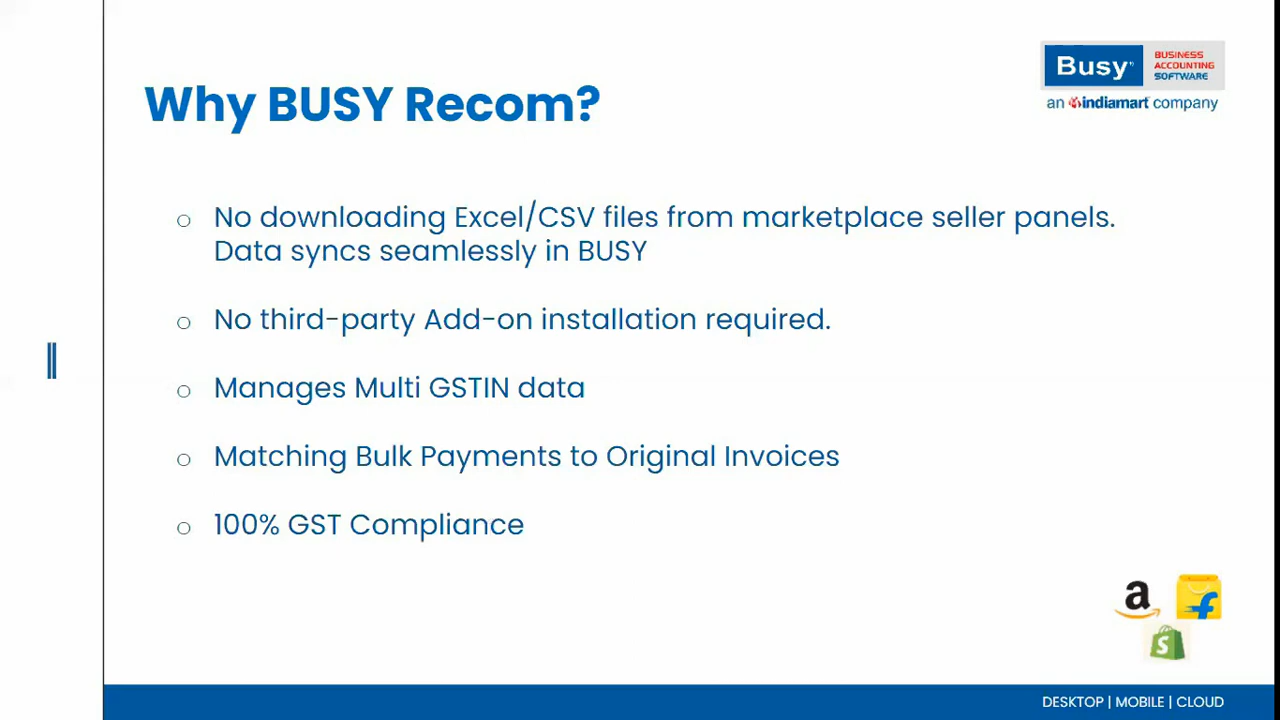 Busy
BUSINESS
ACCOUNTING
SOFTWARE
an indiamart company
Why BUSY Recom?
No downloading Excel/CSV files from marketplace seller panels.
Data syncs seamlessly in BUSY
No third-party Add-on installation required.
Manages Multi GSTIN data
Matching Bulk Payments to Original Invoices
100% GST Compliance
a
f
S
DESKTOP | MOBILE | CLOUD